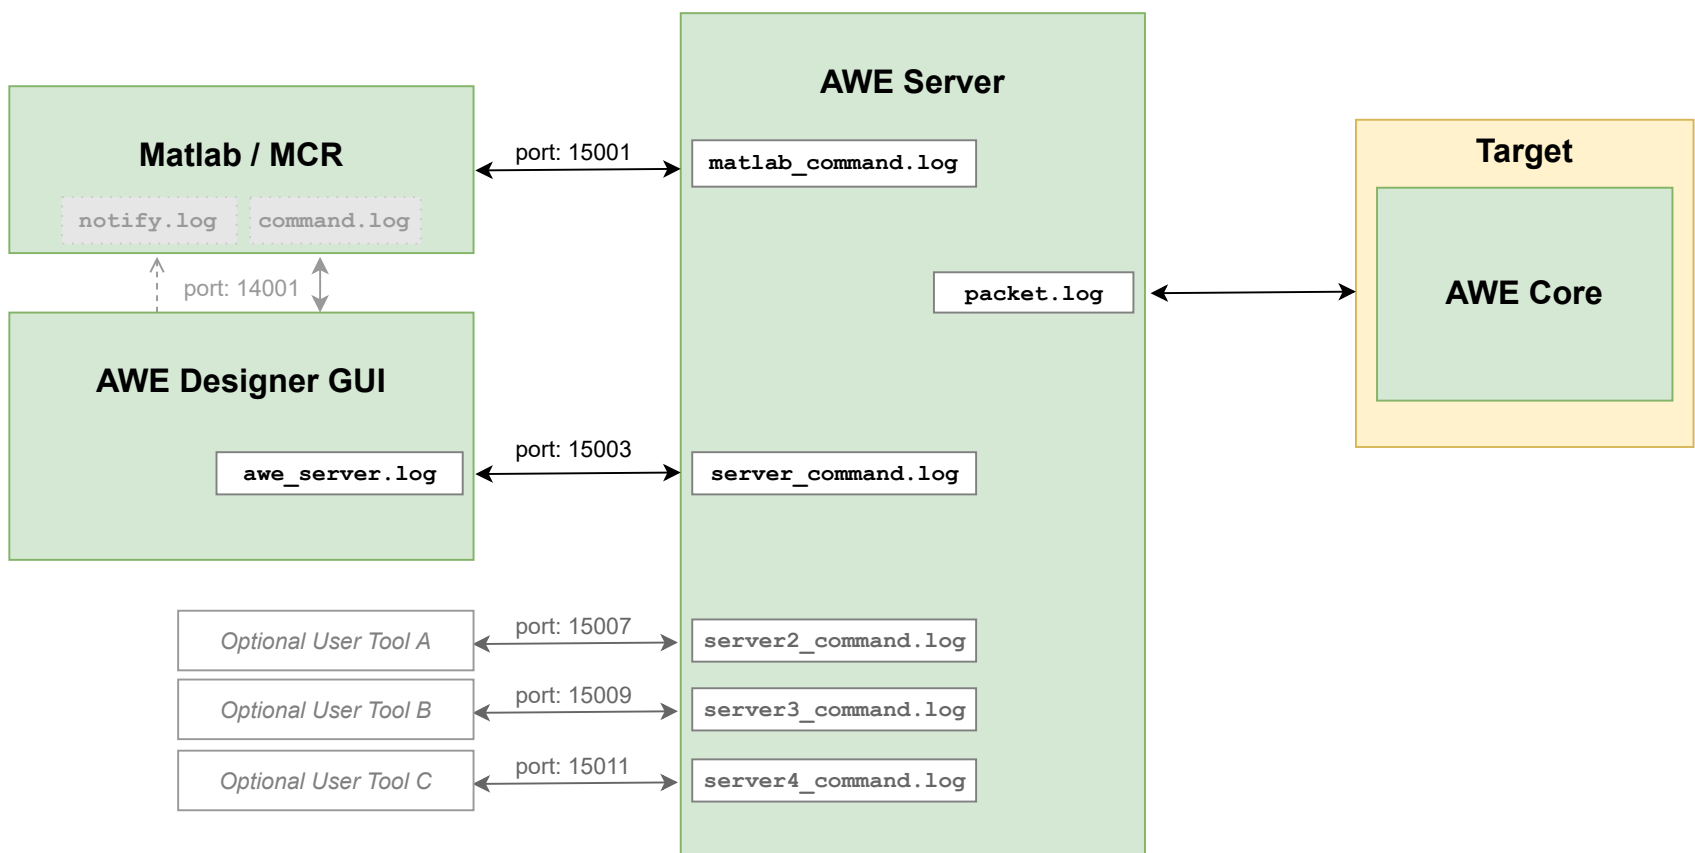 AWE Server
Matlab / MCR
port: 15001
matlab_command.log
Target
notify.log
command.log
port: 14001
packet.log
AWE Core
AWE Designer GUI
port: 15003
awe_server.log
server_command.log
Optional User Tool A
port: 15007
server2_command.log
Optional User Tool B
port: 15009
server3_command.log
Optional User Tool C
port: 15011
server4_command.log